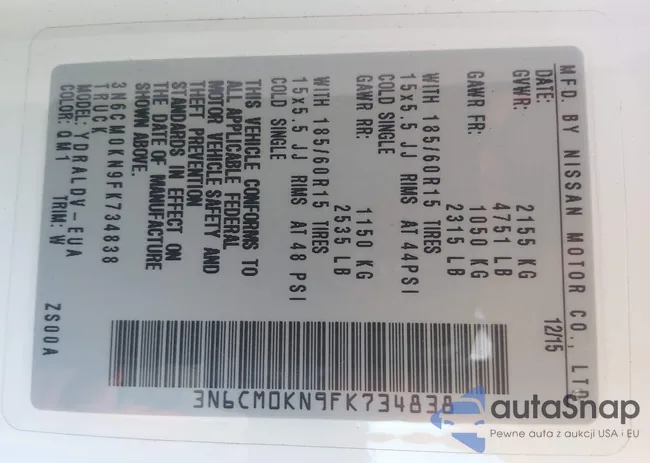 MFD. BY NISSAN MOTOR CO., LTD.
DATE: 12/15
GVWR: 2155 KG
4751 LB
GAWR FR: 1050 KG
2315 LB
WITH 185/60R15 TIRES
15x5.5 JJ RIMS AT 44PSI
COLD SINGLE
GAWR RR: 1150 KG
2535 LB
WITH 185/60R15 TIRES
15x5.5 JJ RIMS AT 48 PSI
COLD SINGLE
THIS VEHICLE CONFORMS TO
ALL APPLICABLE FEDERAL
MOTOR VEHICLE SAFETY AND
THEFT PREVENTION
STANDARDS IN EFFECT ON
THE DATE OF MANUFACTURE
SHOWN ABOVE.
3N6CM0KN9FK734838
TRUCK
MODEL: YDRALDV-EUA
COLOR: QM1 TRIM: W ZS00A
3N6CM0KN9FK734838
autaSnap
Pewne auta z aukcji USA i EU